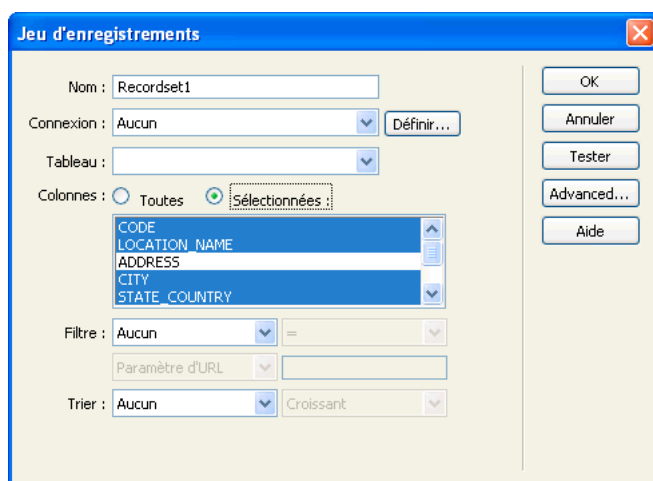 Jeu d'enregistrements
Nom : Recordset1
OK
Connexion : Aucun Définir...
Annuler
Tableau :
Tester
Colonnes : Toutes Sélectionnées :
Advanced...
CODE
LOCATION_NAME
ADDRESS
CITY
STATE_COUNTRY
Aide
Filtre : Aucun =
Paramètre d'URL
Trier : Aucun Croissant